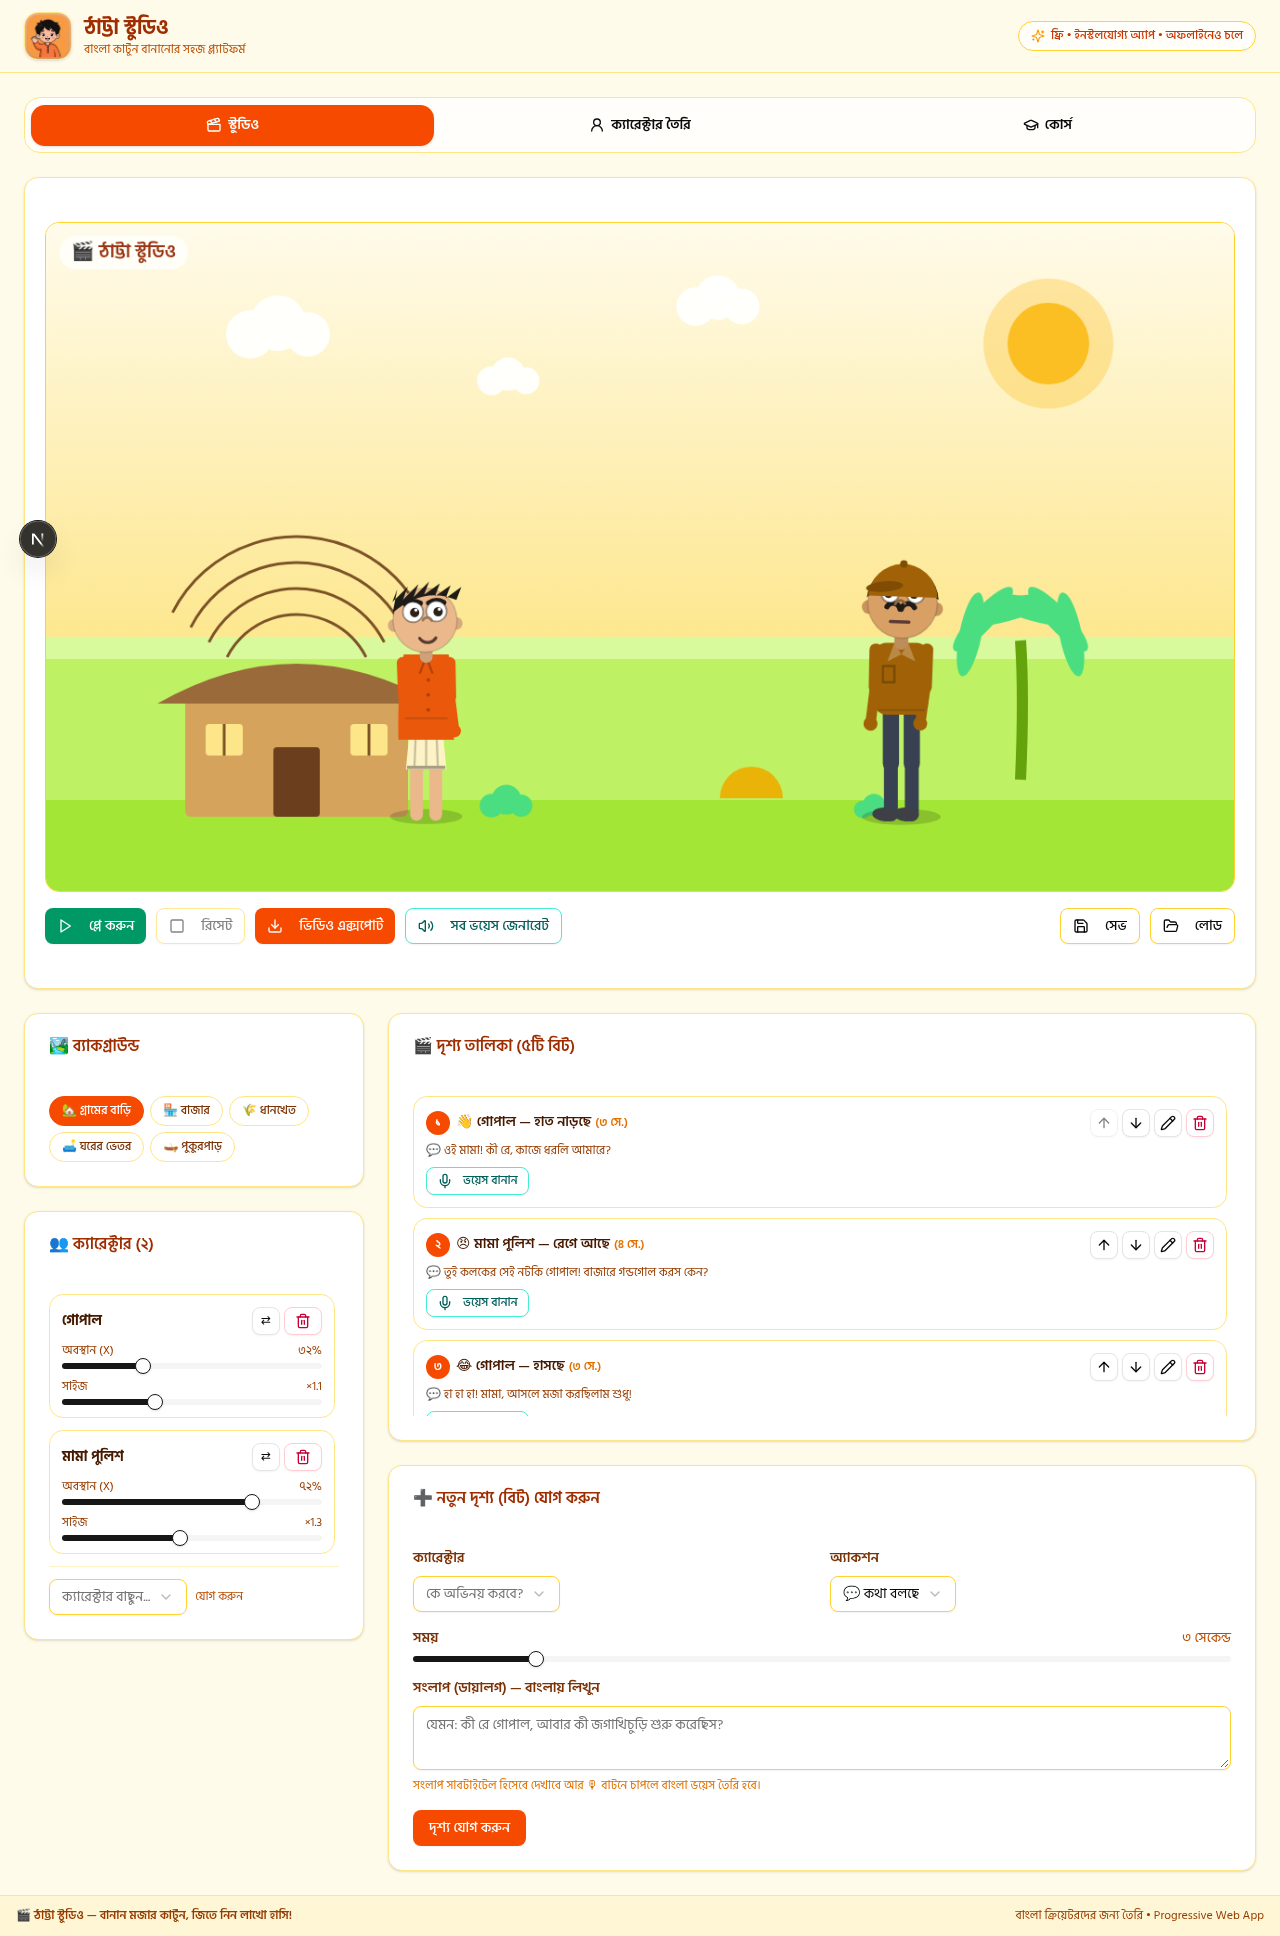 ঠাট্টা স্টুডিও
বাংলা কার্টুন বানানোর সহজ প্ল্যাটফর্ম
ফ্রি • ইনস্টলযোগ্য অ্যাপ • অফলাইনেও চলে
স্টুডিও
ক্যারেক্টার তৈরি
কোর্স
🎬 ঠাট্টা স্টুডিও
N
প্লে করুন
রিসেট
ভিডিও এক্সপোর্ট
সব ভয়েস জেনারেট
সেভ
লোড
🏞️ ব্যাকগ্রাউন্ড
🏡 গ্রামের বাড়ি
🏪 বাজার
🌾 ধানখেত
🛋️ ঘরের ভেতর
🛶 পুকুরপাড়
👥 ক্যারেক্টার (২)
গোপাল
⇄
অবস্থান (X) ৩২%
সাইজ ×1.1
মামা পুলিশ
⇄
অবস্থান (X) ৭২%
সাইজ ×1.3
ক্যারেক্টার বাছুন...
যোগ করুন
🎬 দৃশ্য তালিকা (৫টি বিট)
১ 👋 গোপাল — হাত নাড়ছে (৩ সে.)
💬 ওই মামা! কী রে, কাজে ধরলি আমারে?
ভয়েস বানান
২ 😠 মামা পুলিশ — রেগে আছে (৪ সে.)
💬 তুই কলকের সেই নটকি গোপাল! বাজারে গন্ডগোল করস কেন?
ভয়েস বানান
৩ 😂 গোপাল — হাসছে (৩ সে.)
💬 হা হা হা! মামা, আসলে মজা করছিলাম শুধু!
➕ নতুন দৃশ্য (বিট) যোগ করুন
ক্যারেক্টার
অ্যাকশন
কে অভিনয় করবে?
💬 কথা বলছে
সময়
৩ সেকেন্ড
সংলাপ (ডায়ালগ) — বাংলায় লিখুন
যেমন: কী রে গোপাল, আবার কী জগাখিচুড়ি শুরু করেছিস?
সংলাপ সাবটাইটেল হিসেবে দেখাবে আর 🎙 বাটনে চাপলে বাংলা ভয়েস তৈরি হবে।
দৃশ্য যোগ করুন
🎬 ঠাট্টা স্টুডিও — বানান মজার কার্টুন, জিতে নিন লাখো হাসি!
বাংলা ক্রিয়েটরদের জন্য তৈরি • Progressive Web App